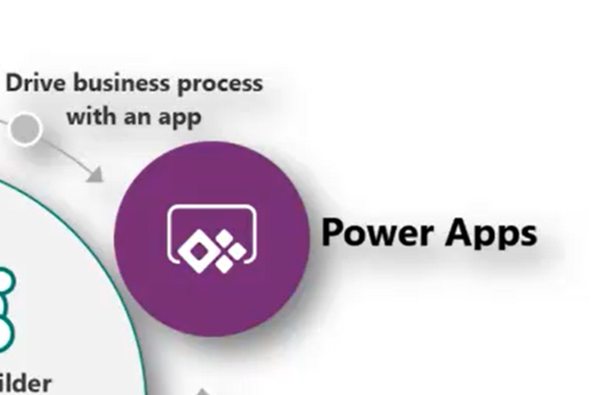 Drive business process
with an app
Power Apps
ilder